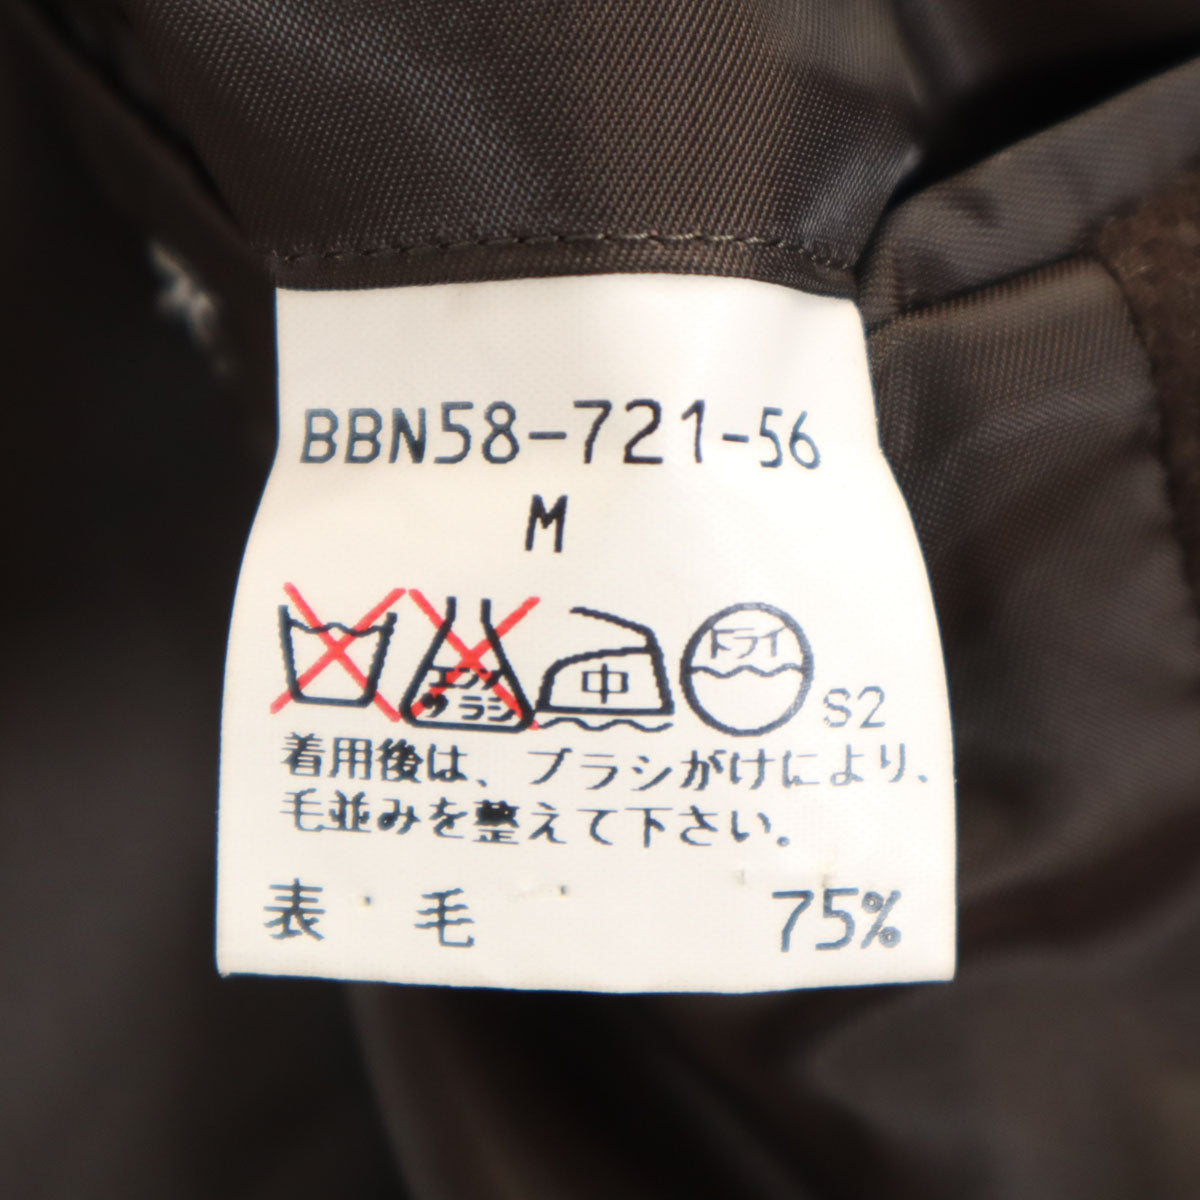 BBN58-721-56
M
エンソ
サラシ
中
ドライ
S2
着用後は、ブラシがけにより、
毛並みを整えて下さい。
表 毛 75%